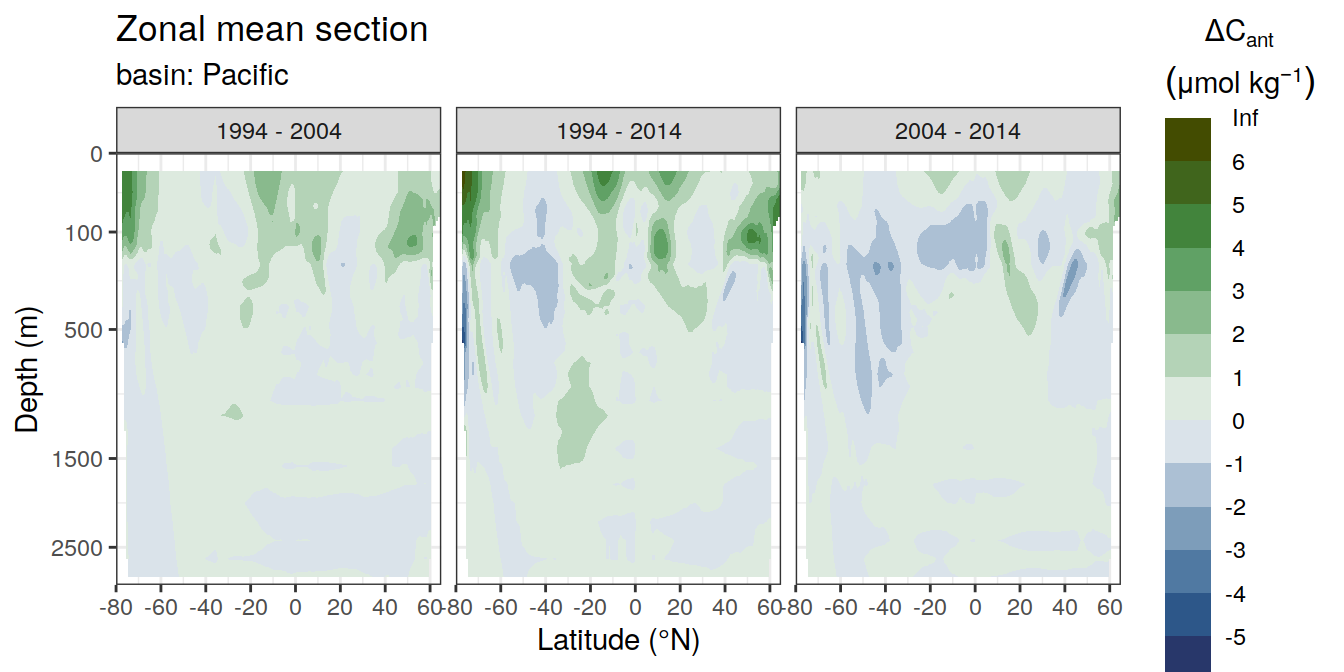 Zonal mean section
basin: Pacific
1994 - 2004
1994 - 2014
2004 - 2014
Depth (m)
0
100
500
1500
2500
-80 -60 -40 -20 0 20 40 60
-80 -60 -40 -20 0 20 40 60
-80 -60 -40 -20 0 20 40 60
Latitude (°N)
ΔCant
(μmol kg⁻¹)
Inf
6
5
4
3
2
1
0
-1
-2
-3
-4
-5